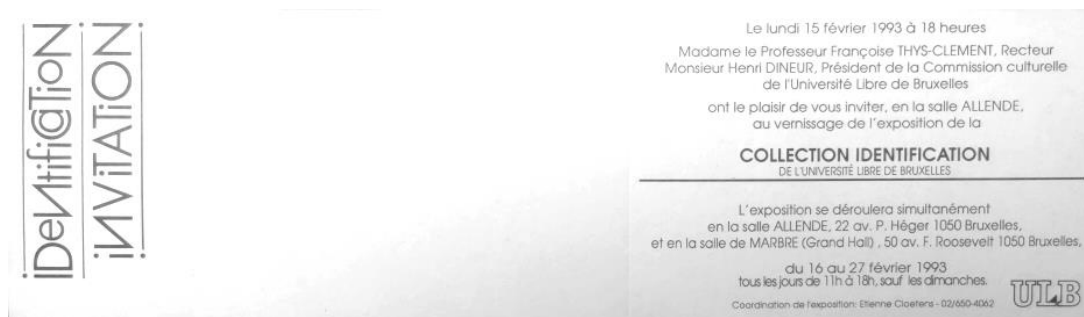 iDeNtific@TioN
iNViTATiON
Le lundi 15 février 1993 à 18 heures
Madame le Professeur Françoise THYS-CLEMENT, Recteur
Monsieur Henri DINEUR, Président de la Commission culturelle
de l'Université Libre de Bruxelles
ont le plaisir de vous inviter, en la salle ALLENDE,
au vernissage de l'exposition de la
COLLECTION IDENTIFICATION
DE L'UNIVERSITÉ LIBRE DE BRUXELLES
L'exposition se déroulera simultanément
en la salle ALLENDE, 22 av. P. Héger 1050 Bruxelles,
et en la salle de MARBRE (Grand Hall) , 50 av. F. Roosevelt 1050 Bruxelles,
du 16 au 27 février 1993
tous les jours de 11h à 18h, sauf les dimanches.
Coordination de l'exposition: Etienne Cloetens - 02/650-4062
ULB